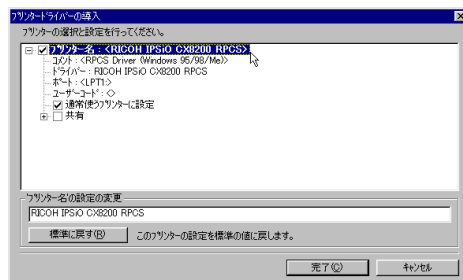 プリンタードライバーの導入
プリンターの選択と設定を行ってください。
プリンター名 : <RICOH IPSiO CX8200 RPCS>
コメント : <RPCS Driver (Windows 95/98/Me)>
ドライバー : RICOH IPSiO CX8200 RPCS
ポート : <LPT1:>
ユーザーコード : <>
通常使うプリンターに設定
共有
'プリンター名'の設定の変更
RICOH IPSiO CX8200 RPCS
標準に戻す(R)
このプリンターの設定を標準の値に戻します。
完了(C)
キャンセル